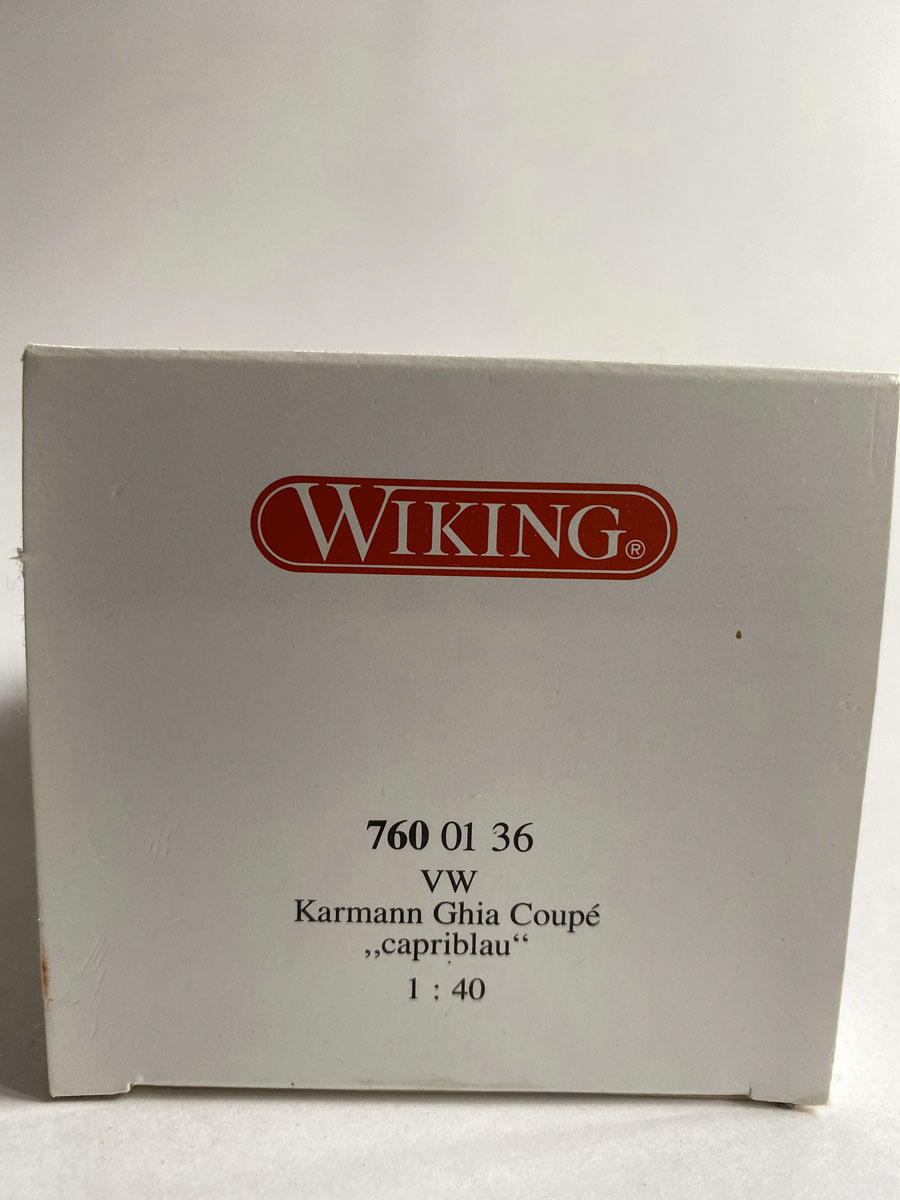 WIKING®
760 01 36
VW
Karmann Ghia Coupé
„capriblau“
1 : 40